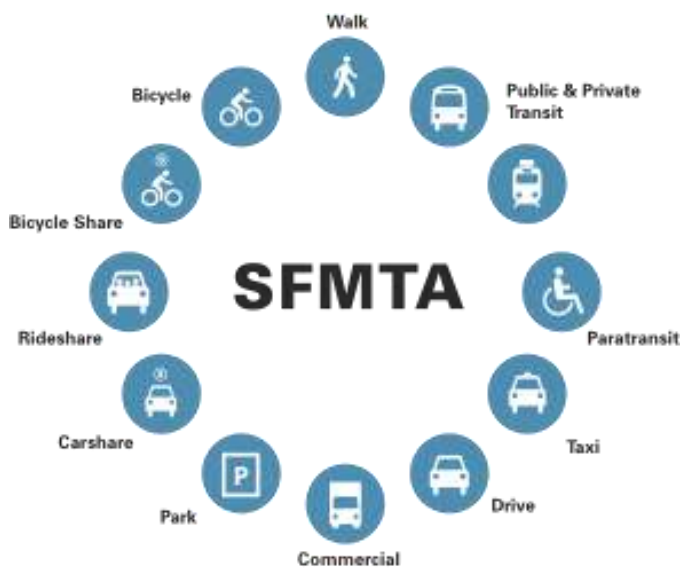 Walk
Public & Private
Transit
Paratransit
Taxi
Drive
Commercial
Park
P
Carshare
Rideshare
Bicycle Share
Bicycle
SFMTA